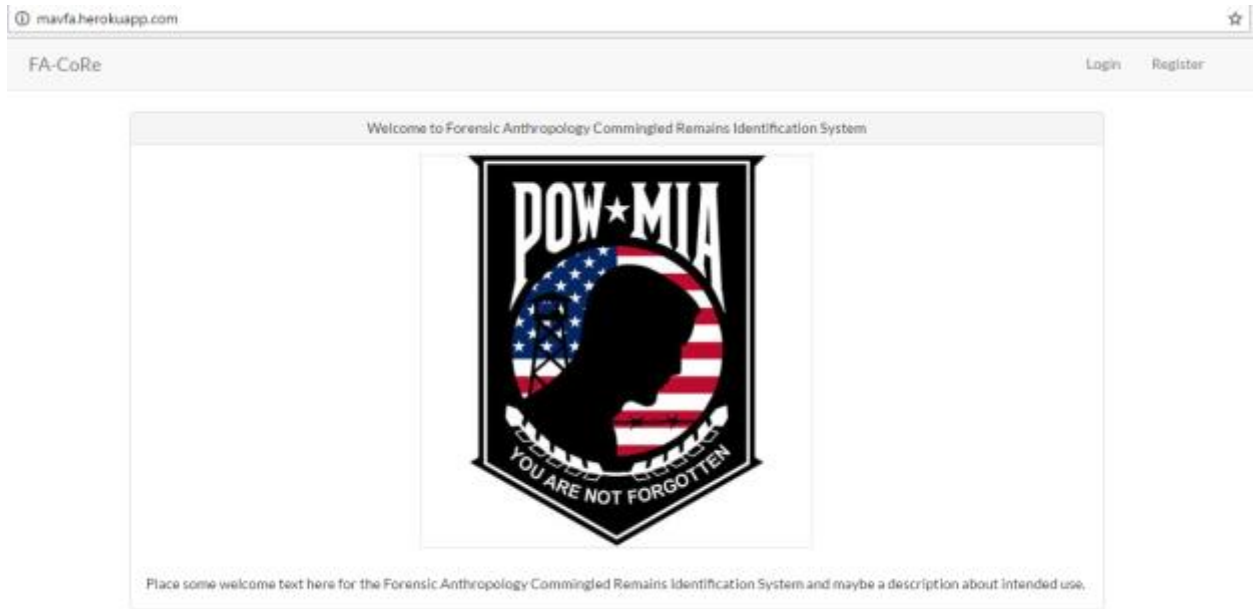 mavfa.herokuapp.com
FA-CoRe Login Register
Welcome to Forensic Anthropology Commingled Remains Identification System
POW★MIA
YOU ARE NOT FORGOTTEN
Place some welcome text here for the Forensic Anthropology Commingled Remains Identification System and maybe a description about intended use.